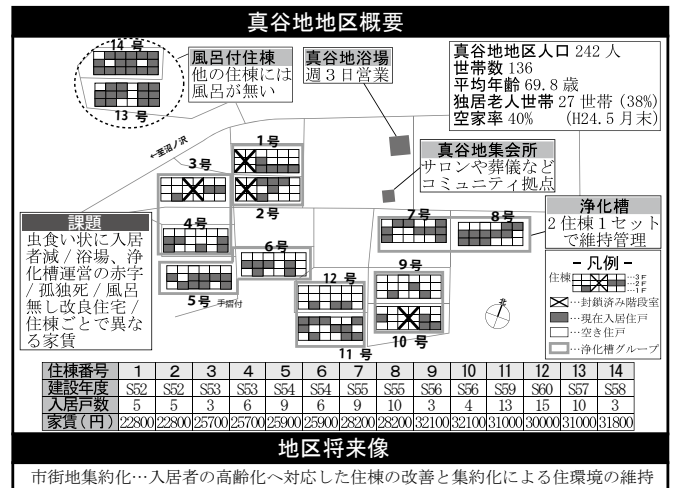 真谷地地区概要
14 号
13 号
風呂付住棟
他の住棟には
風呂が無い
真谷地浴場
週３日営業
真谷地地区人口 242 人
世帯数 136
平均年齢 69.8 歳
独居老人世帯 27 世帯 (38%)
空家率 40% (H24.5 月末)
←至沼ノ沢
1号
3号
2号
真谷地集会所
サロンや葬儀など
コミュニティ拠点
浄化槽
２住棟１セット
で維持管理
課題
虫食い状に入居
者減 / 浴場、浄
化槽運営の赤字
/ 孤独死 / 風呂
無し改良住宅 /
住棟ごとで異な
る家賃
4号
6号
5号
手摺付
7号
8号
9号
12 号
10 号
11 号
北
- 凡例 -
住棟
…3F
…2F
…1F
…封鎖済み階段室
…現在入居住戸
…空き住戸
…浄化槽グループ
住棟番号 1 2 3 4 5 6 7 8 9 10 11 12 13 14
建設年度 S52 S52 S53 S53 S54 S54 S55 S55 S56 S56 S59 S60 S57 S58
入居戸数 5 5 3 6 9 6 9 10 3 4 13 15 10 3
家賃(円) 22800 22800 25700 25700 25900 25900 28200 28200 32100 32100 31000 30000 31000 31800
地区将来像
市街地集約化…入居者の高齢化へ対応した住棟の改善と集約化による住環境の維持